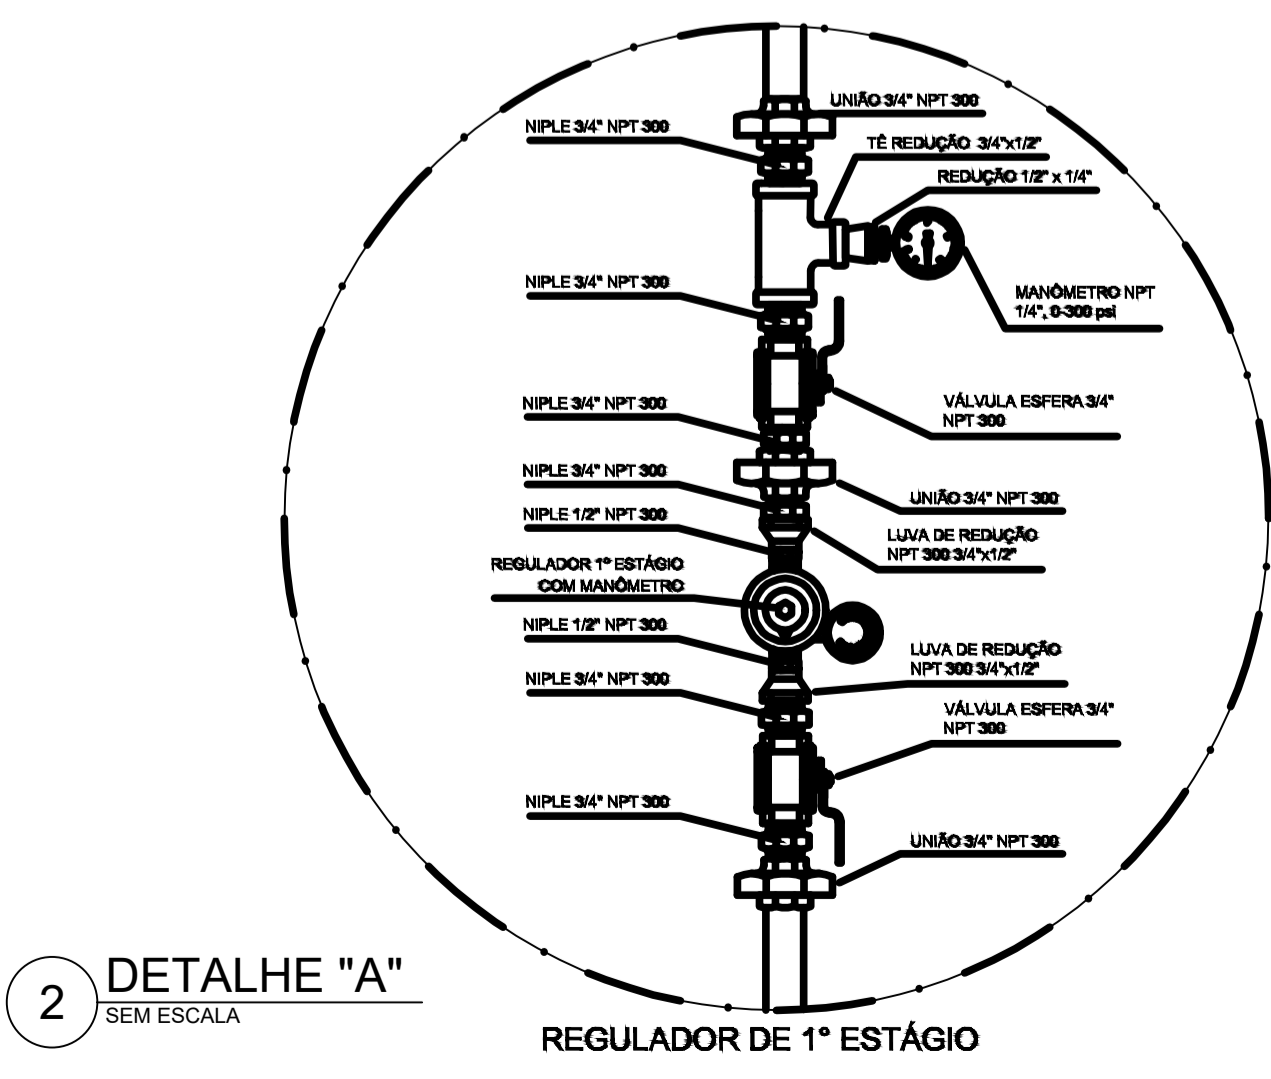 UNIÃO 3/4" NPT 300
NIPLE 3/4" NPT 300
TÊ REDUÇÃO 3/4"x1/2"
REDUÇÃO 1/2" x 1/4"
NIPLE 3/4" NPT 300
MANÔMETRO NPT
1/4", 0-300 psi
VÁLVULA ESFERA 3/4"
NPT 300
NIPLE 3/4" NPT 300
NIPLE 3/4" NPT 300
UNIÃO 3/4" NPT 300
NIPLE 1/2" NPT 300
LUVA DE REDUÇÃO
NPT 300 3/4"x1/2"
REGULADOR 1º ESTÁGIO
COM MANÔMETRO
NIPLE 1/2" NPT 300
LUVA DE REDUÇÃO
NPT 300 3/4"x1/2"
NIPLE 3/4" NPT 300
VÁLVULA ESFERA 3/4"
NPT 300
NIPLE 3/4" NPT 300
UNIÃO 3/4" NPT 300
2
DETALHE "A"
SEM ESCALA
REGULADOR DE 1º ESTÁGIO